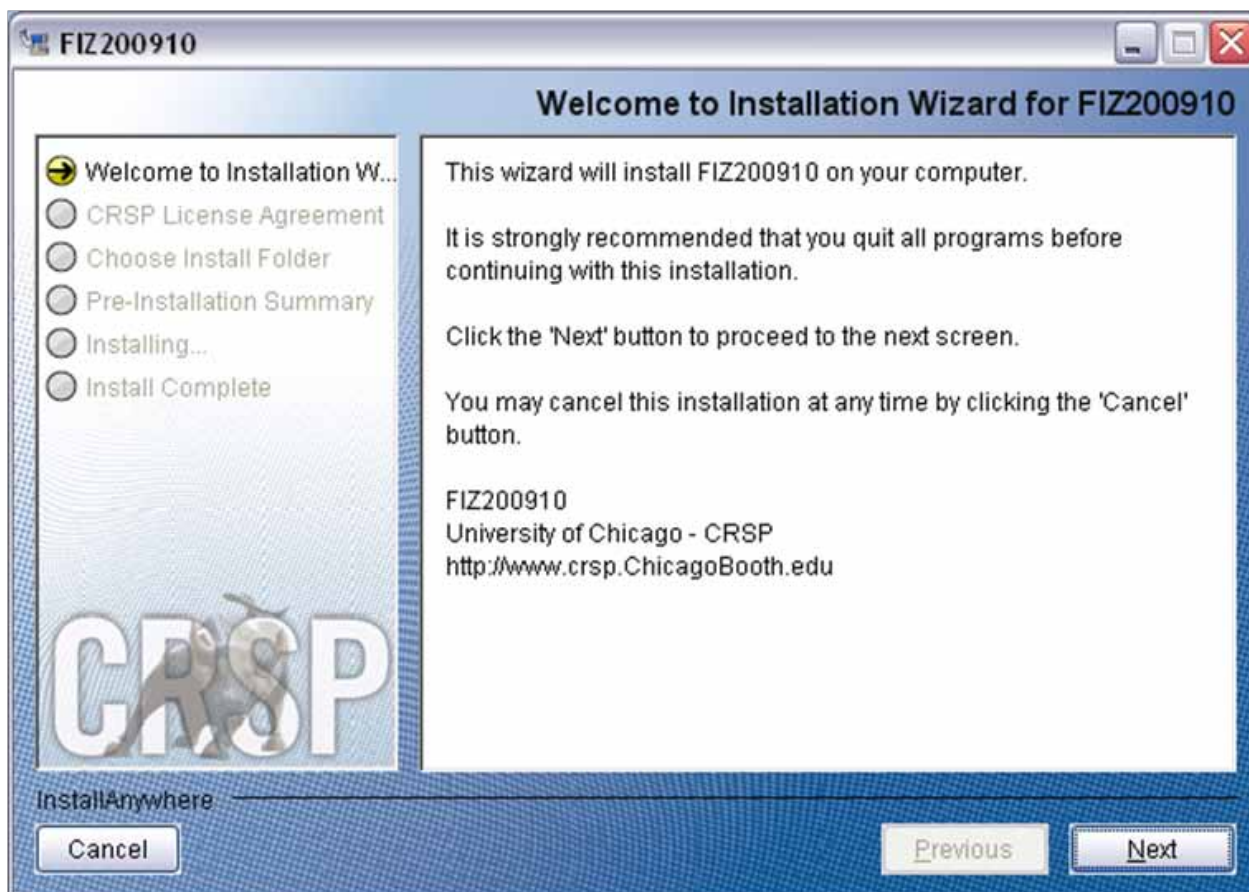 FIZ200910
Welcome to Installation Wizard for FIZ200910
Welcome to Installation W...
CRSP License Agreement
Choose Install Folder
Pre-Installation Summary
Installing...
Install Complete
CRSP
This wizard will install FIZ200910 on your computer.
It is strongly recommended that you quit all programs before
continuing with this installation.
Click the 'Next' button to proceed to the next screen.
You may cancel this installation at any time by clicking the 'Cancel'
button.
FIZ200910
University of Chicago - CRSP
http://www.crsp.ChicagoBooth.edu
InstallAnywhere
Cancel
Previous
Next